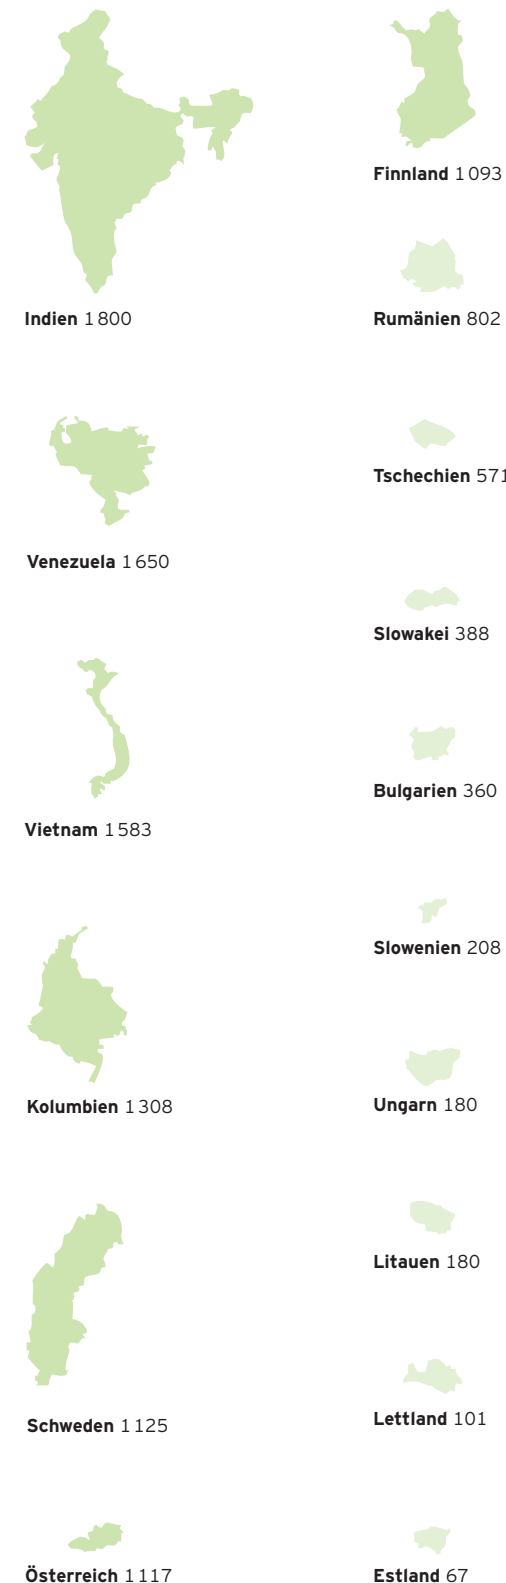 Indien 1 800
Venezuela 1 650
Vietnam 1 583
Kolumbien 1 308
Schweden 1 125
Österreich 1 117
Finnland 1 093
Rumänien 802
Tschechien 571
Slowakei 388
Bulgarien 360
Slowenien 208
Ungarn 180
Litauen 180
Lettland 101
Estland 67